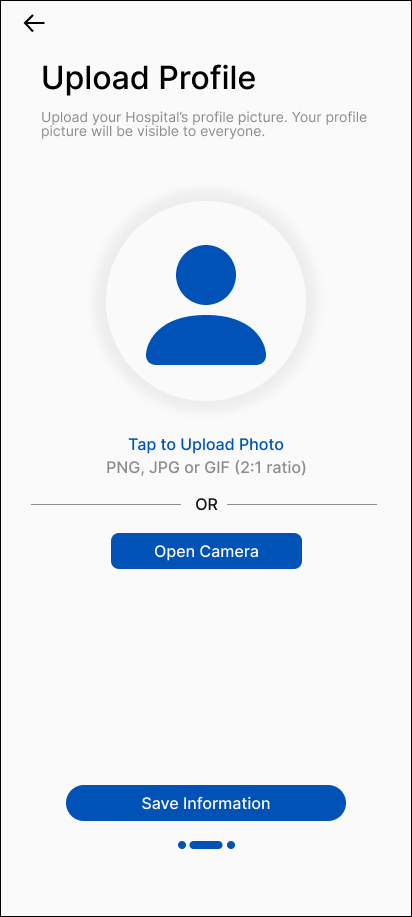 Upload Profile
Upload your Hospital's profile picture. Your profile
picture will be visible to everyone.
Tap to Upload Photo
PNG, JPG or GIF (2:1 ratio)
OR
Open Camera
Save Information